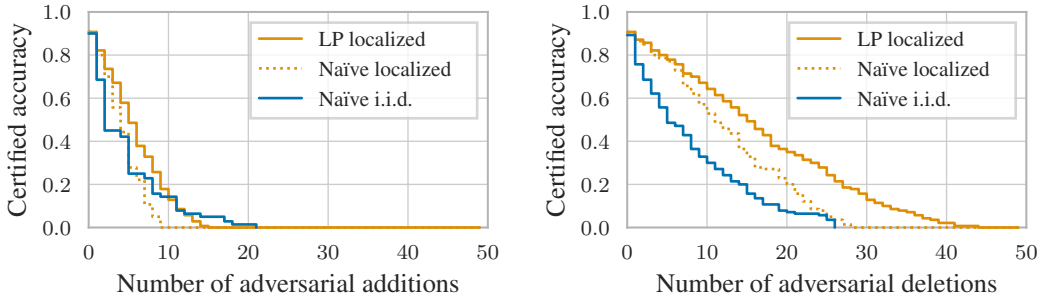 1.0
0.8
0.6
0.4
0.2
0.0
Certified accuracy
LP localized
Naïve localized
Naïve i.i.d.
0 10 20 30 40 50
Number of adversarial additions
1.0
0.8
0.6
0.4
0.2
0.0
Certified accuracy
LP localized
Naïve localized
Naïve i.i.d.
0 10 20 30 40 50
Number of adversarial deletions